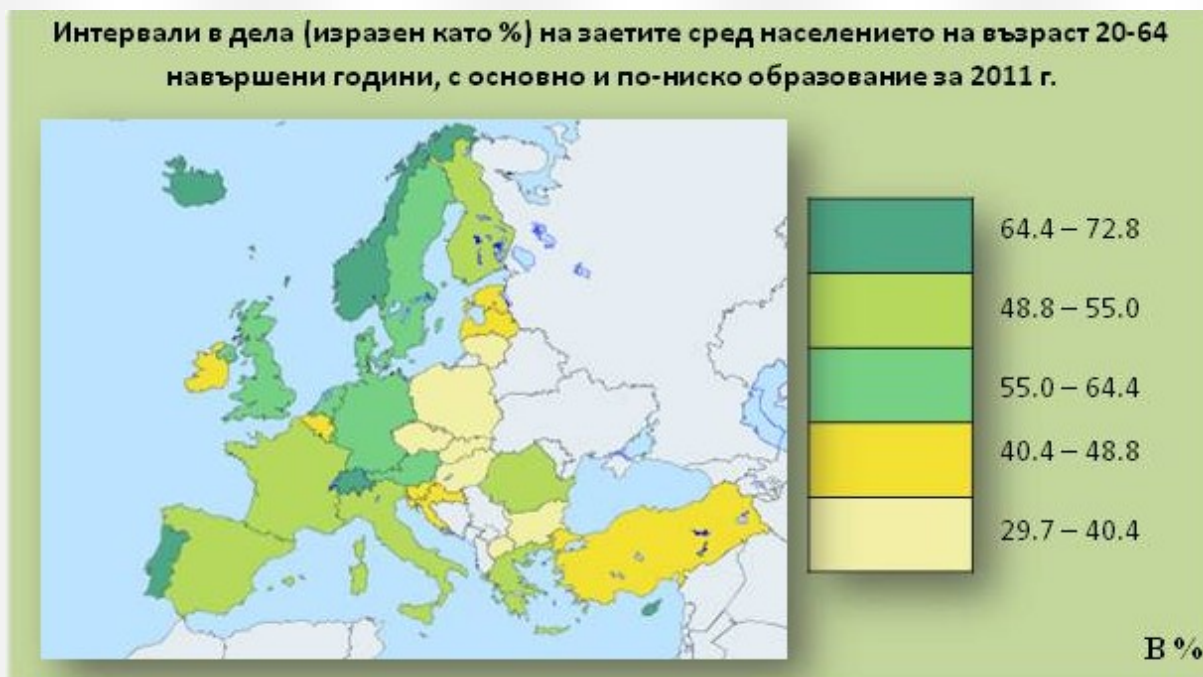 Интервали в дела (изразен като %) на заетите сред населението на възраст 20-64
навършени години, с основно и по-ниско образование за 2011 г.
64.4 – 72.8
48.8 – 55.0
55.0 – 64.4
40.4 – 48.8
29.7 – 40.4
В %